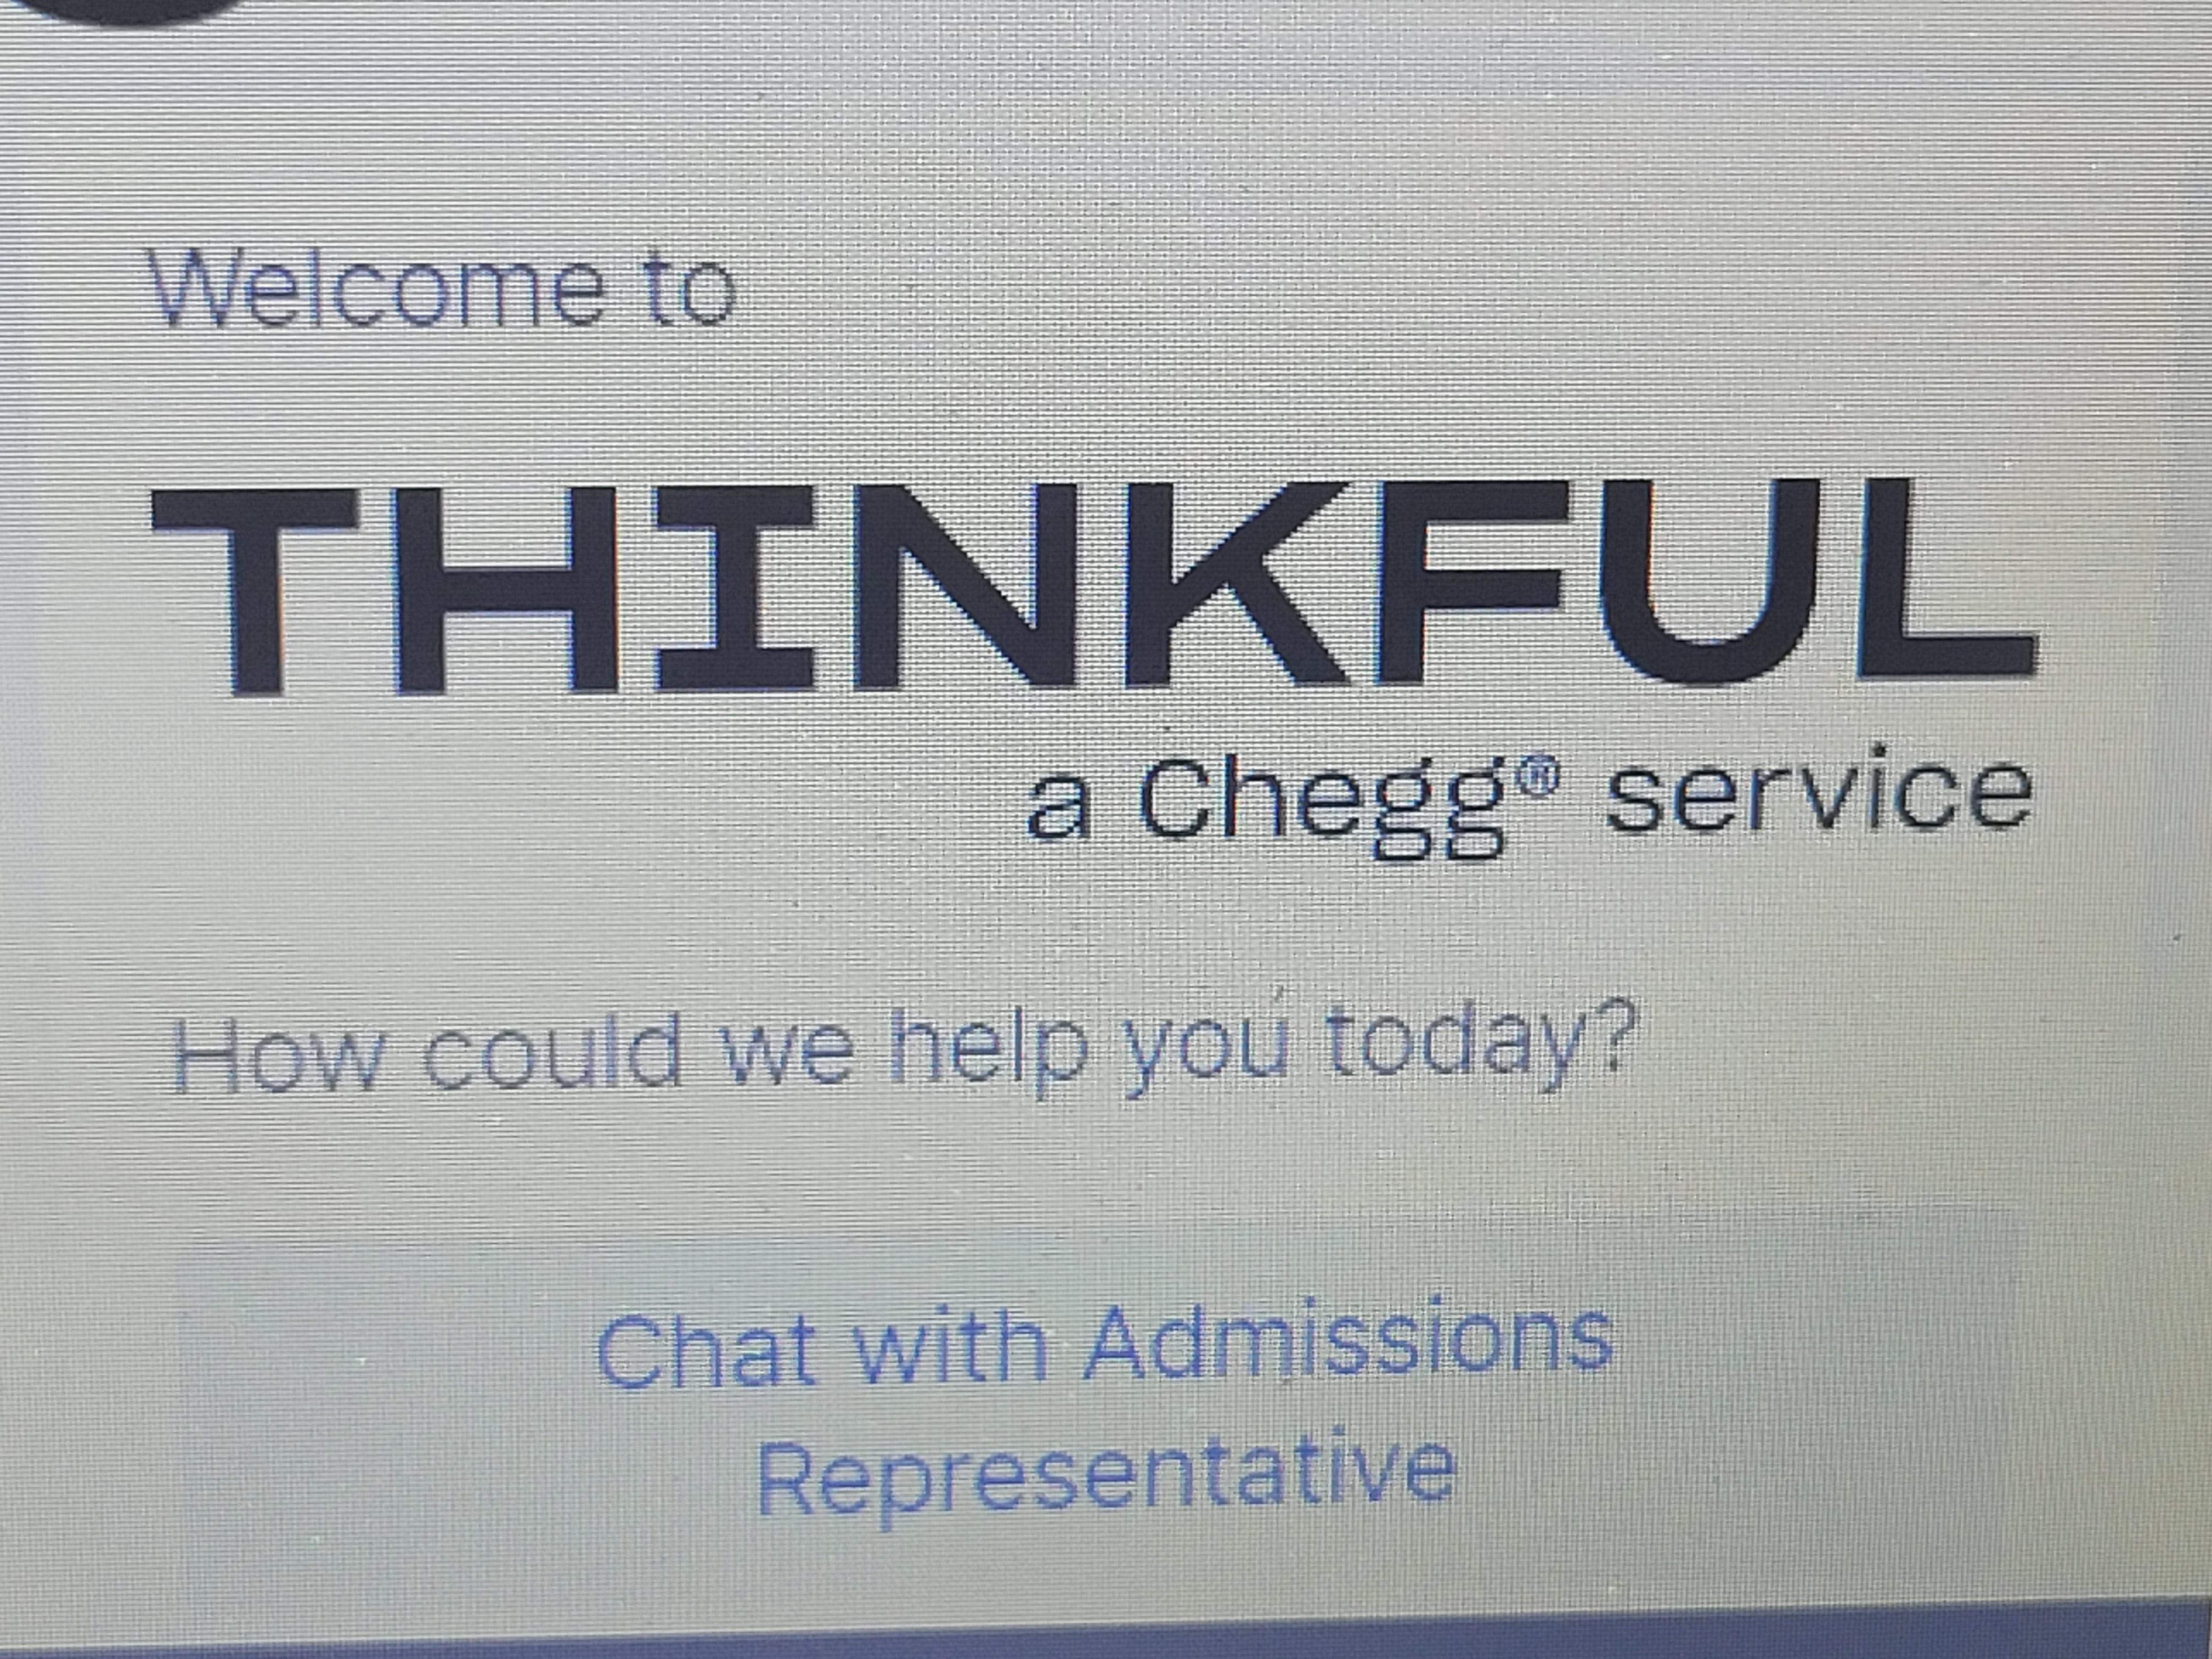 Welcome to
THINKFUL
a Chegg® service
How could we help you today?
Chat with Admissions
Representative